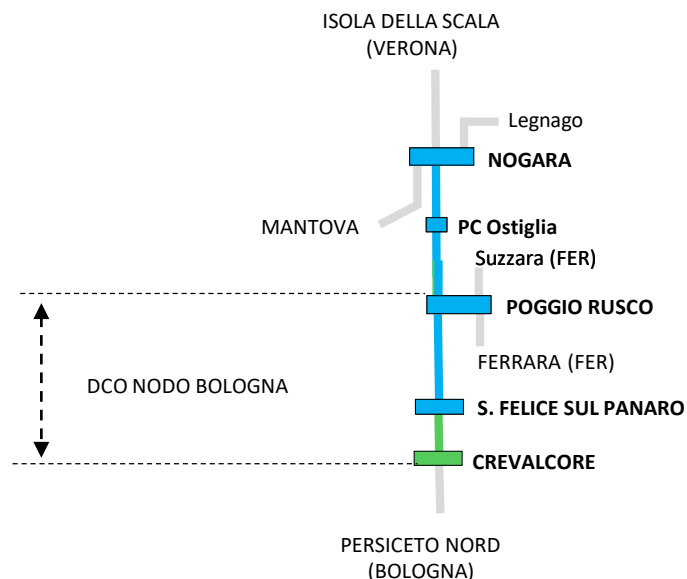 ISOLA DELLA SCALA
(VERONA)
Legnago
NOGARA
MANTOVA
PC Ostiglia
Suzzara (FER)
POGGIO RUSCO
FERRARA (FER)
DCO NODO BOLOGNA
S. FELICE SUL PANARO
CREVALCORE
PERSICETO NORD
(BOLOGNA)